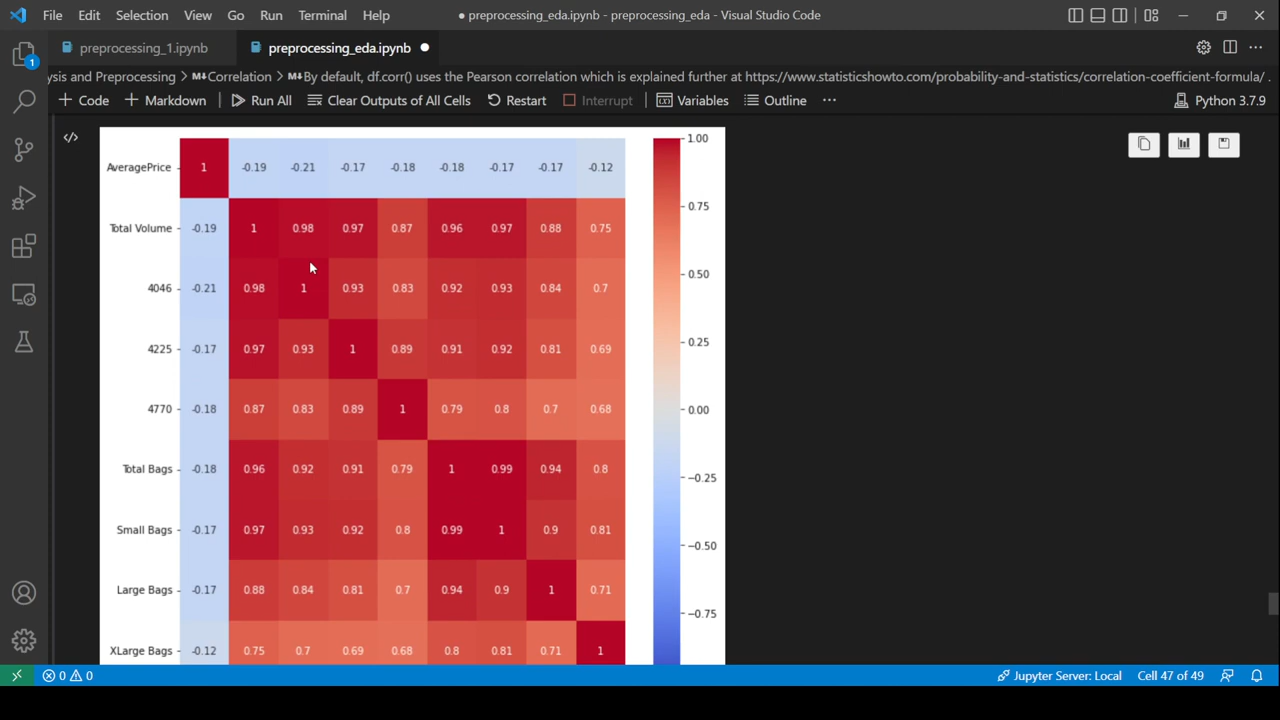 File Edit Selection View Go Run Terminal Help
● preprocessing_eda.ipynb - preprocessing_eda - Visual Studio Code
preprocessing_1.ipynb
preprocessing_eda.ipynb ●
ysis and Preprocessing > M↓Correlation > M↓By default, df.corr() uses the Pearson correlation which is explained further at https://www.statisticshowto.com/probability-and-statistics/correlation-coefficient-formula/ .
+ Code + Markdown Run All Clear Outputs of All Cells Restart Interrupt Variables Outline ··· Python 3.7.9
1
AveragePrice 1 -0.19 -0.21 -0.17 -0.18 -0.18 -0.17 -0.17 -0.12
Total Volume -0.19 1 0.98 0.97 0.87 0.96 0.97 0.88 0.75
4046 -0.21 0.98 1 0.93 0.83 0.92 0.93 0.84 0.7
4225 -0.17 0.97 0.93 1 0.89 0.91 0.92 0.81 0.69
4770 -0.18 0.87 0.83 0.89 1 0.79 0.8 0.7 0.68
Total Bags -0.18 0.96 0.92 0.91 0.79 1 0.99 0.94 0.8
Small Bags -0.17 0.97 0.93 0.92 0.8 0.99 1 0.9 0.81
Large Bags -0.17 0.88 0.84 0.81 0.7 0.94 0.9 1 0.71
XLarge Bags -0.12 0.75 0.7 0.69 0.68 0.8 0.81 0.71 1
1.00
0.75
0.50
0.25
0.00
−0.25
−0.50
−0.75
0 0
Jupyter Server: Local Cell 47 of 49